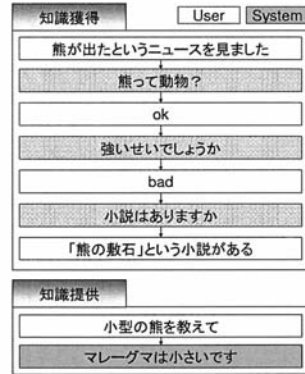 知識獲得
User System
熊が出たというニュースを見ました
熊って動物？
ok
強いせいでしょうか
bad
小説はありますか
「熊の敷石」という小説がある
知識提供
小型の熊を教えて
マレーグマは小さいです